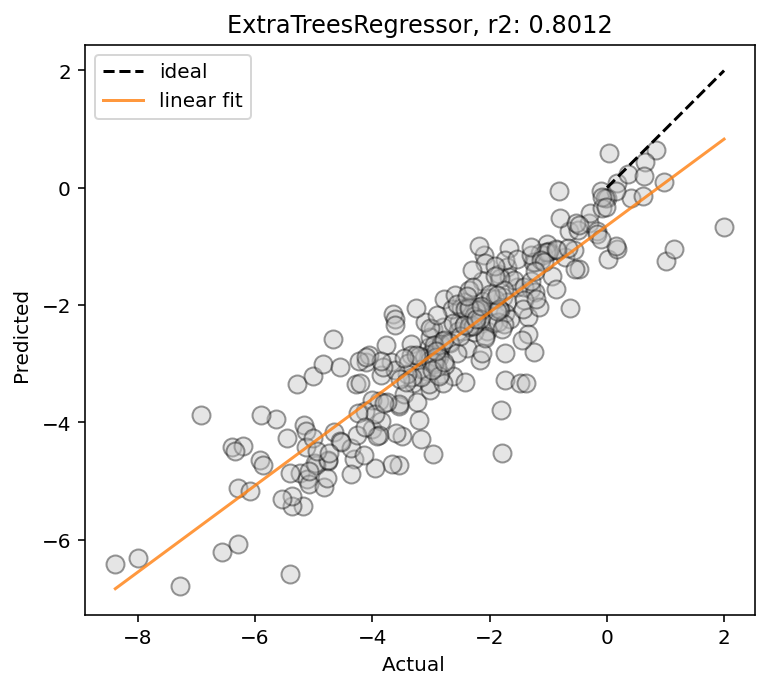 ExtraTreesRegressor, r2: 0.8012
ideal
linear fit
2
0
−2
−4
−6
Predicted
−8
−6
−4
−2
0
2
Actual